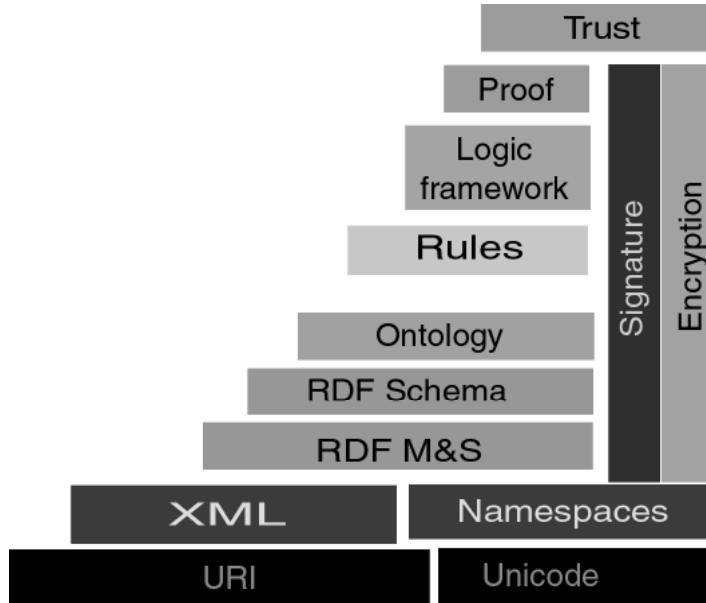 Trust
Proof
Logic
framework
Rules
Ontology
RDF Schema
RDF M&S
Signature
Encryption
XML
Namespaces
URI
Unicode